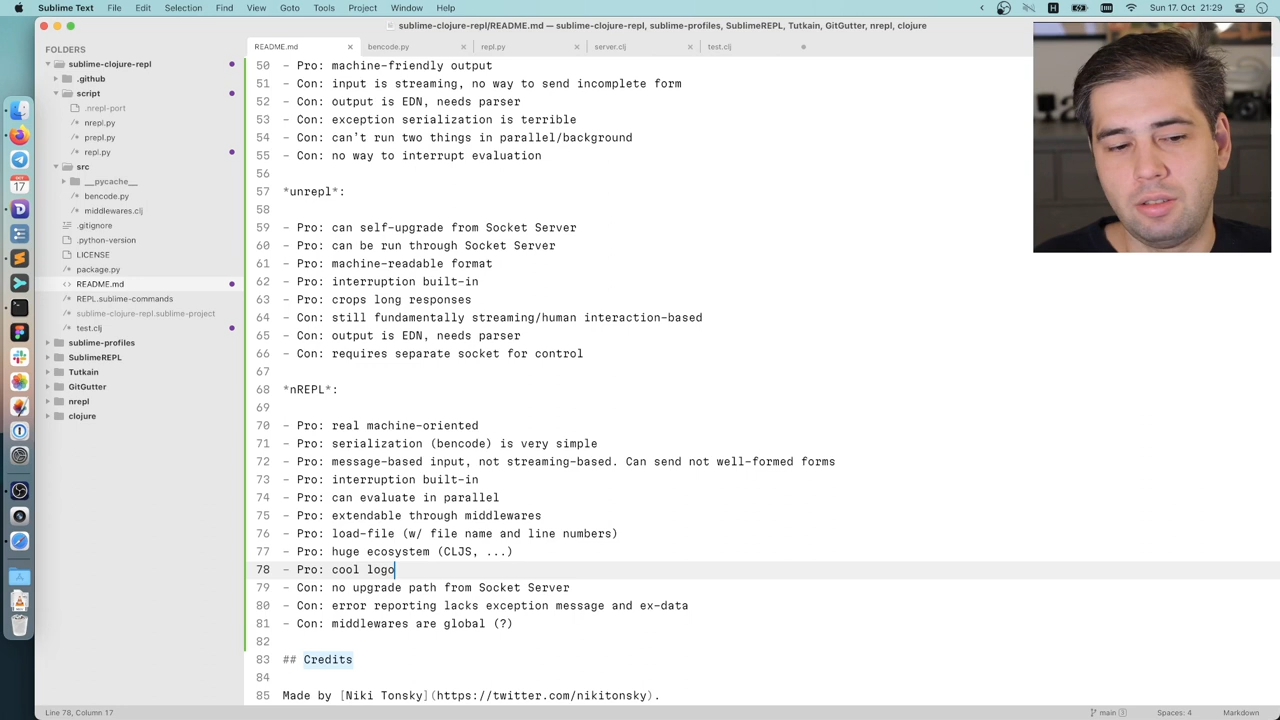 Sublime Text File Edit Selection Find View Goto Tools Project Window Help
Sun 17. Oct 21:29
sublime-clojure-repl/README.md — sublime-clojure-repl, sublime-profiles, SublimeREPL, Tutkain, GitGutter, nrepl, clojure
FOLDERS
sublime-clojure-repl
.github
script
.nrepl-port
nrepl.py
prepl.py
repl.py
src
__pycache__
bencode.py
middlewares.clj
.gitignore
.python-version
LICENSE
package.py
README.md
REPL.sublime-commands
sublime-clojure-repl.sublime-project
test.clj
sublime-profiles
SublimeREPL
Tutkain
GitGutter
nrepl
clojure
README.md bencode.py repl.py server.clj test.clj
50 - Pro: machine-friendly output
51 - Con: input is streaming, no way to send incomplete form
52 - Con: output is EDN, needs parser
53 - Con: exception serialization is terrible
54 - Con: can’t run two things in parallel/background
55 - Con: no way to interrupt evaluation
56
57 *unrepl*:
58
59 - Pro: can self-upgrade from Socket Server
60 - Pro: can be run through Socket Server
61 - Pro: machine-readable format
62 - Pro: interruption built-in
63 - Pro: crops long responses
64 - Con: still fundamentally streaming/human interaction-based
65 - Con: output is EDN, needs parser
66 - Con: requires separate socket for control
67
68 *nREPL*:
69
70 - Pro: real machine-oriented
71 - Pro: serialization (bencode) is very simple
72 - Pro: message-based input, not streaming-based. Can send not well-formed forms
73 - Pro: interruption built-in
74 - Pro: can evaluate in parallel
75 - Pro: extendable through middlewares
76 - Pro: load-file (w/ file name and line numbers)
77 - Pro: huge ecosystem (CLJS, ...)
78 - Pro: cool logo
79 - Con: no upgrade path from Socket Server
80 - Con: error reporting lacks exception message and ex-data
81 - Con: middlewares are global (?)
82
83 ## Credits
84
85 Made by [Niki Tonsky](https://twitter.com/nikitonsky).
Line 78, Column 17
main 3 Spaces: 4 Markdown